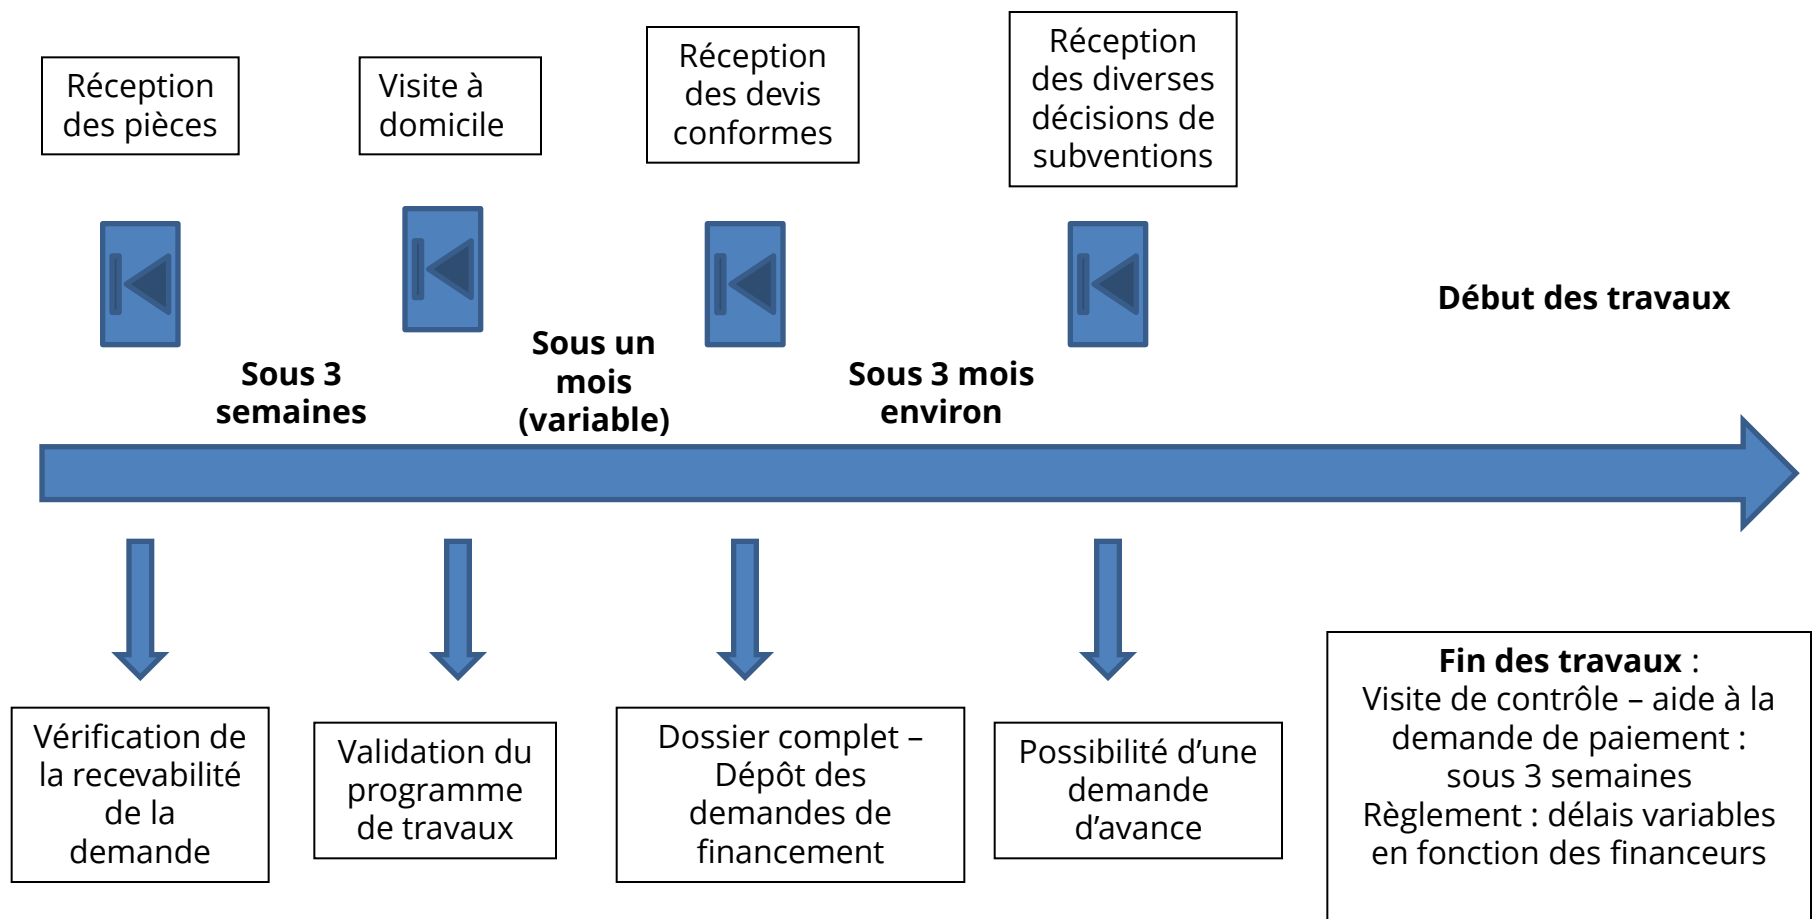 Réception
des pièces
Visite à
domicile
Réception
des devis
conformes
Réception
des diverses
décisions de
subventions
Début des travaux
Sous 3
semaines
Sous un
mois
(variable)
Sous 3 mois
environ
Vérification de
la recevabilité
de la
demande
Validation du
programme
de travaux
Dossier complet –
Dépôt des
demandes de
financement
Possibilité d’une
demande
d’avance
Fin des travaux :
Visite de contrôle – aide à la
demande de paiement :
sous 3 semaines
Règlement : délais variables
en fonction des financeurs